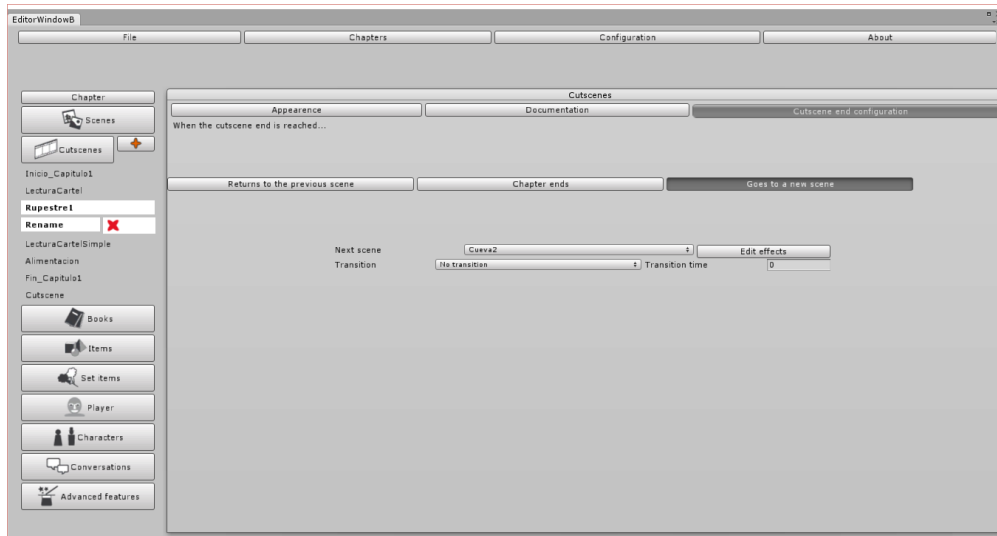 EditorWindowB
File Chapters Configuration About
Chapter
Scenes
Cutscenes
Inicio_Capitulo1
LecturaCartel
Rupestre1
Rename
LecturaCartelSimple
Alimentacion
Fin_Capitulo1
Cutscene
Books
Items
Set items
Player
Characters
Conversations
Advanced features
Cutscenes
Appearence Documentation Cutscene end configuration
When the cutscene end is reached...
Returns to the previous scene Chapter ends Goes to a new scene
Next scene Cueva2 Edit effects
Transition No transition Transition time 0